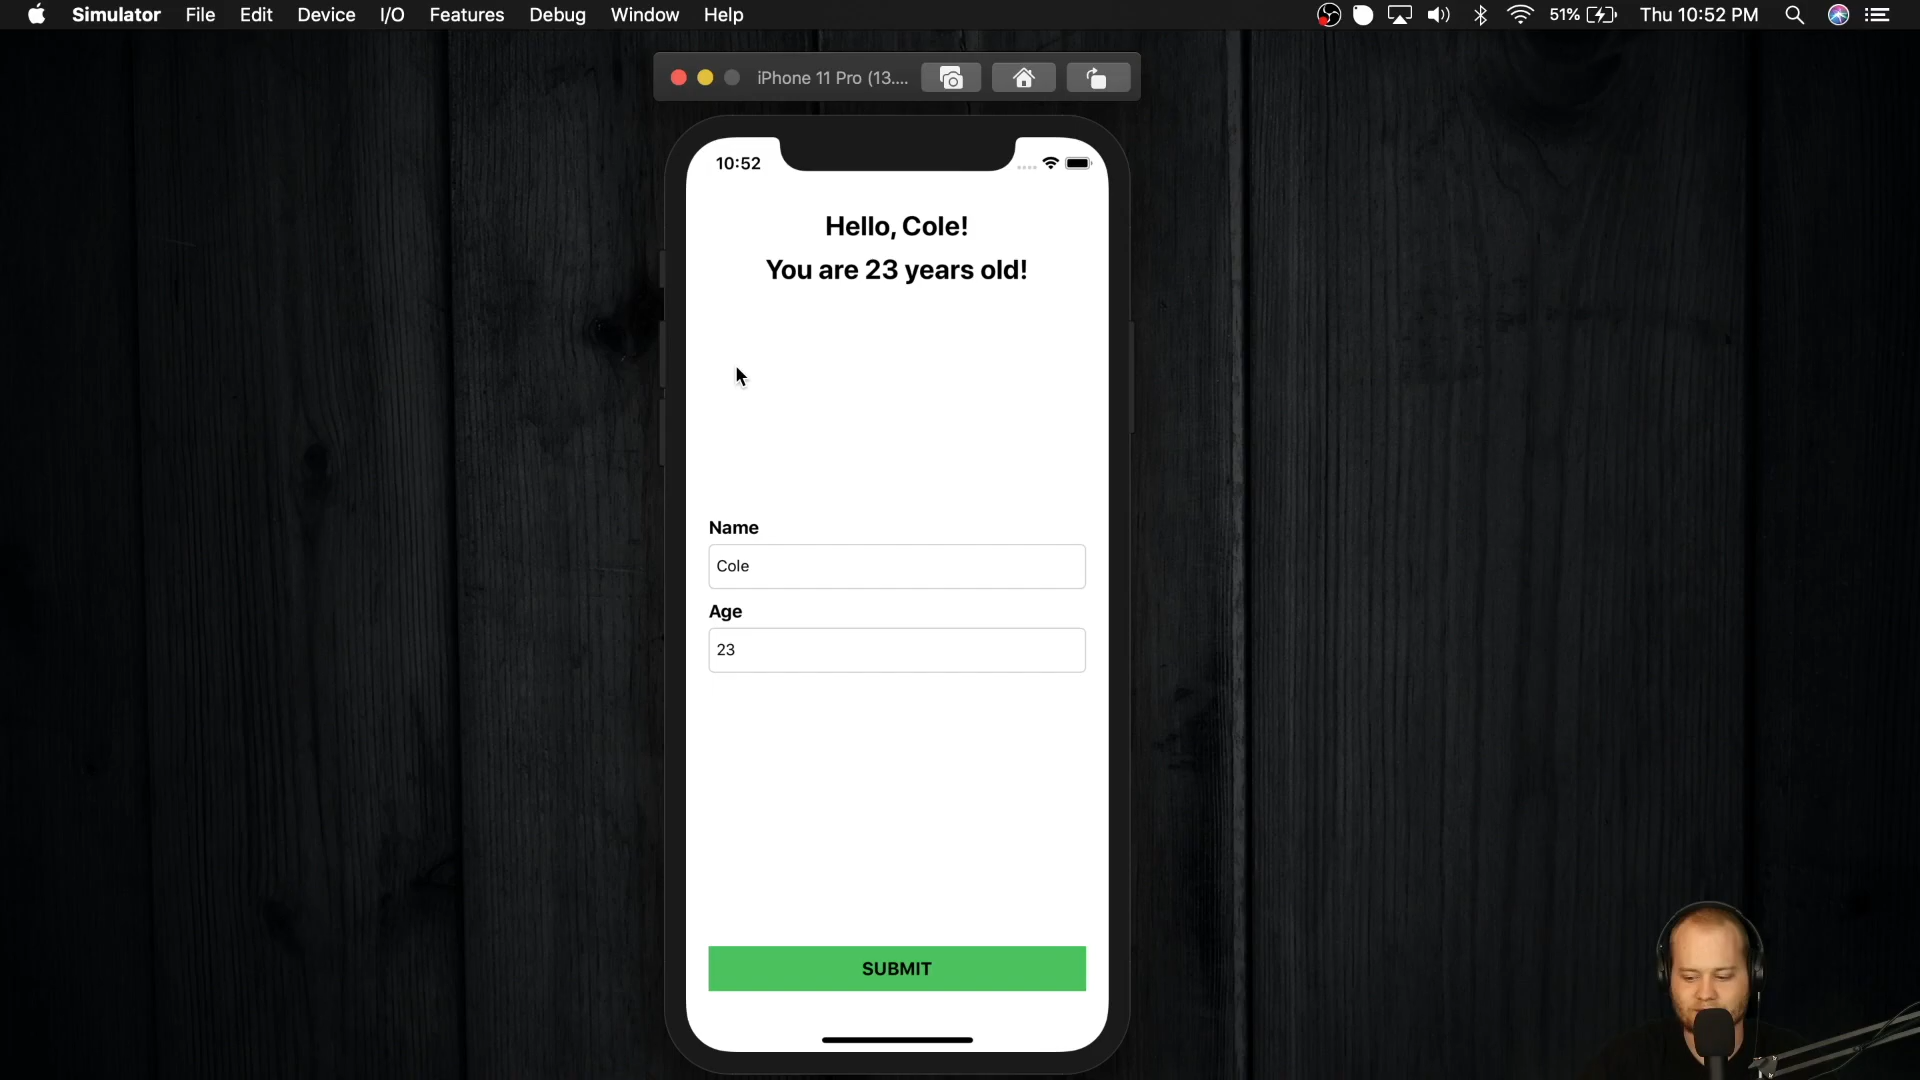 Simulator File Edit Device I/O Features Debug Window Help 51% Thu 10:52 PM
iPhone 11 Pro (13....
10:52
Hello, Cole!
You are 23 years old!
Name
Cole
Age
23
SUBMIT